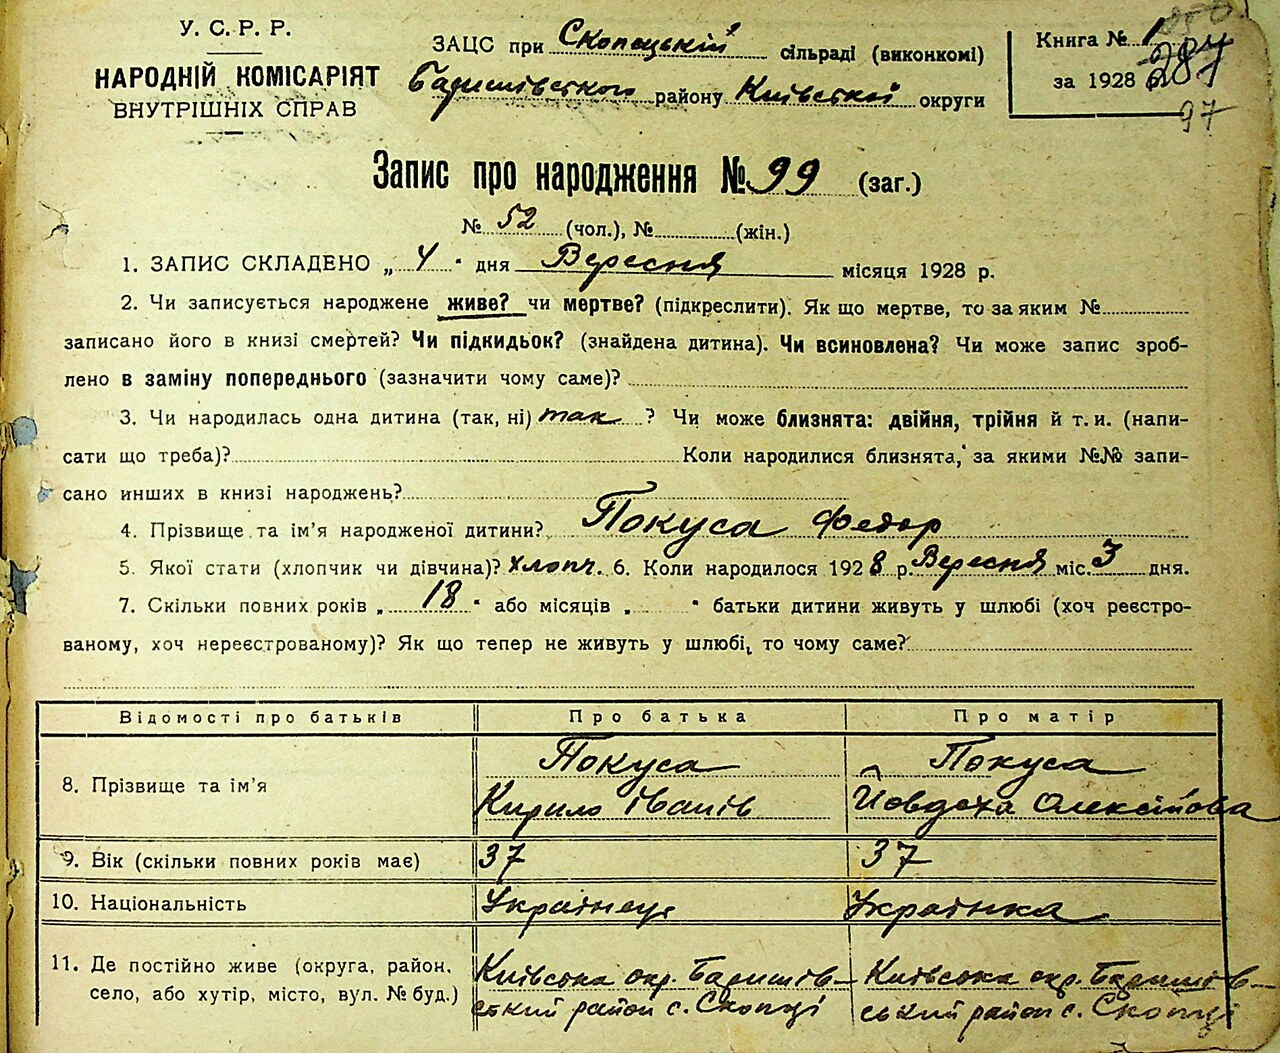 У. С. Р. Р.
НАРОДНІЙ КОМІСАРІЯТ
ВНУТРІШНІХ СПРАВ
ЗАЦС при Скопецькій сільраді (виконкомі)
Баришівського району Київської округи
Книга № 1
за 1928 р.
287
97
Запис про народження № 99 (заг.)
№ 52 (чол.), № (жін.)
1. ЗАПИС СКЛАДЕНО „ 4 " дня Вересня місяця 1928 р.
2. Чи записується народжене живе? чи мертве? (підкреслити). Як що мертве, то за яким №
записано його в книзі смертей? Чи підкидьок? (знайдена дитина). Чи всиновлена? Чи може запис зроб-
лено в заміну попереднього (зазначити чому саме)?
3. Чи народилась одна дитина (так, ні) так ? Чи може близнята: двійня, трійня й т. и. (напи-
сати що треба)? Коли народилися близнята, за якими №№ запи-
сано инших в книзі народжень?
4. Прізвище та ім'я народженої дитини? Покуса Федор
5. Якої стати (хлопчик чи дівчина)? хлопч. 6. Коли народилося 1928 р. Вересня міс. 3 дня.
7. Скільки повних років „ 18 " або місяців „ " батьки дитини живуть у шлюбі (хоч реєстро-
ваному, хоч нереєстрованому)? Як що тепер не живуть у шлюбі, то чому саме?
Відомості про батьків Про батька Про матір
8. Прізвище та ім'я Покуса Кирило Іванів Покуса Йовдоха Олексійова
9. Вік (скільки повних років має) 37 37
10. Національність Українець Українка
11. Де постійно живе (округа, район, Київська окр. Баришів- Київська окр. Баришів-
село, або хутір, місто, вул. № буд.) ський район с. Скопці ський район с. Скопці